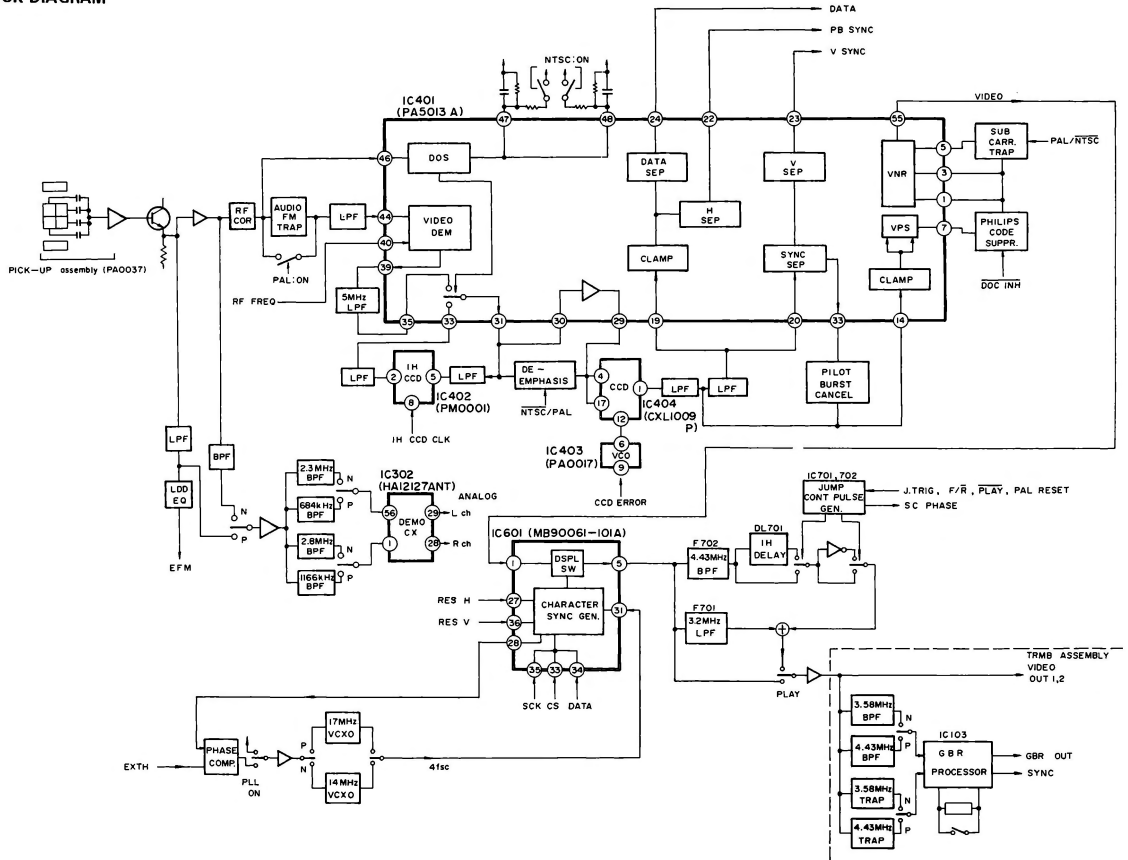 OR DIAGRAM
DATA
PB SYNC
V SYNC
NTSC:ON
IC401
(PA5013 A)
VIDEO
47
48
24
22
23
55
46
DOS
DATA
SEP
V
SEP
VNR
5
3
1
SUB
CARR.
TRAP
PAL/NTSC
H
SEP
RF
COR
AUDIO
FM
TRAP
LPF
44
VIDEO
DEM
40
39
VPS
7
PHILIPS
CODE
SUPPR.
CLAMP
SYNC
SEP
CLAMP
PICK-UP assembly (PA0037)
PAL:ON
RF FREQ
5MHz
LPF
DOC INH
35
33
31
30
29
19
20
33
14
LPF
2
1H
CCD
5
8
LPF
DE-
EMPHASIS
4
17
CCD
1
12
LPF
LPF
PILOT
BURST
CANCEL
IC402
(PM0001)
IC404
(CXL1009
P)
NTSC/PAL
1H CCD CLK
IC403
(PA0017)
6
VCO
9
CCD ERROR
LPF
BPF
LDD
EQ
EFM
N
P
2.3MHz
BPF
N
684kHz
BPF
P
2.8MHz
BPF
N
1166kHz
BPF
P
IC302
(HA12127ANT)
56
1
DEMO
CX
29
28
ANALOG
L ch
R ch
IC701,702
JUMP
CONT PULSE
GEN.
J.TRIG, F/R, PLAY, PAL RESET
SC PHASE
IC601 (MB90061-101A)
1
DSPL
SW
5
F702
4.43MHz
BPF
DL701
1H
DELAY
RES H
27
RES V
36
28
CHARACTER
SYNC GEN.
31
F701
3.2MHz
LPF
+
35
33
34
SCK CS DATA
PLAY
TRMB ASSEMBLY
VIDEO
OUT 1,2
3.58MHz
BPF
N
4.43MHz
BPF
P
3.58MHz
TRAP
N
4.43MHz
TRAP
P
IC103
G B R
PROCESSOR
GBR OUT
SYNC
EXTH
PHASE
COMP.
PLL
ON
P
N
17MHz
VCXO
14MHz
VCXO
4fsc